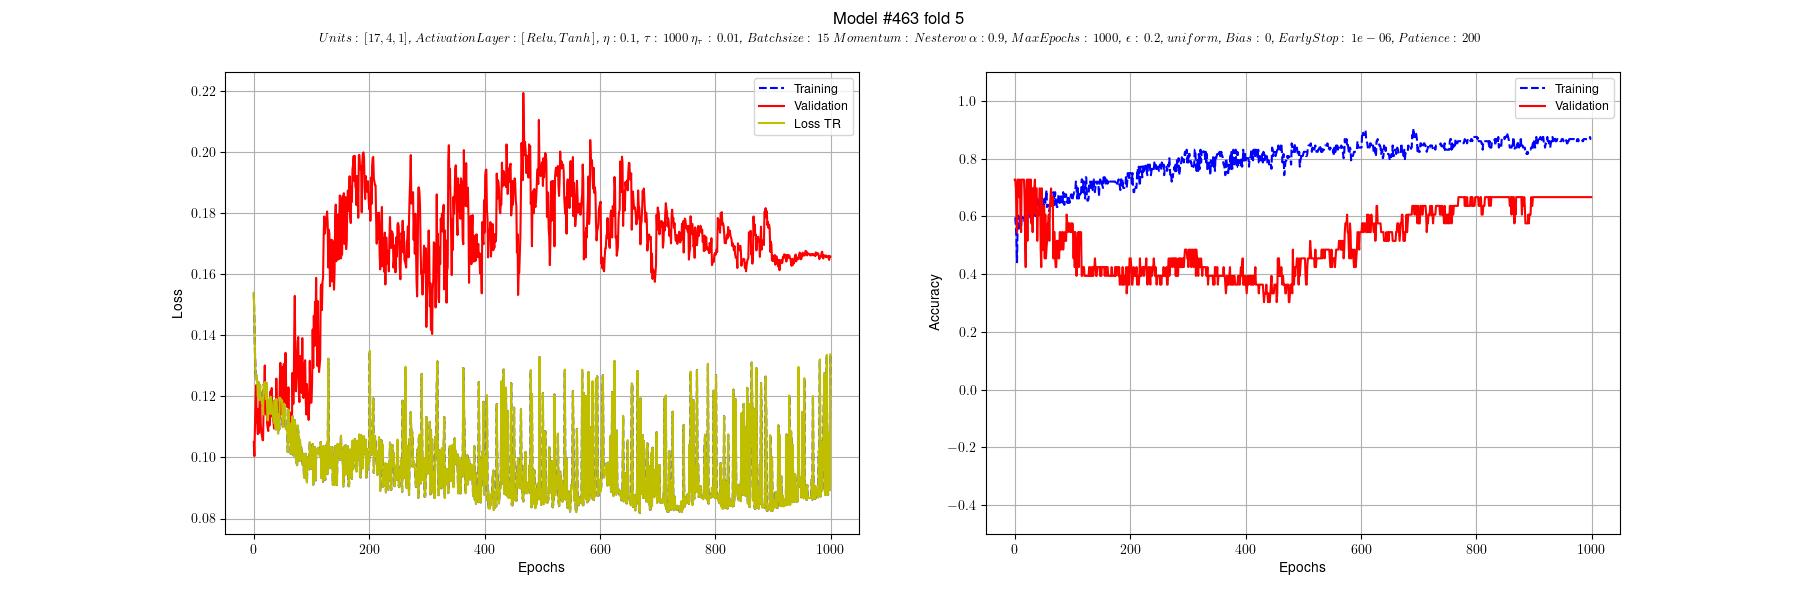 Model #463 fold 5
Units : [17, 4, 1], ActivationLayer : [Relu, Tanh], η : 0.1, τ : 1000 ητ : 0.01, Batchsize : 15 Momentum : Nesterov α : 0.9, MaxEpochs : 1000, ϵ : 0.2, uniform, Bias : 0, EarlyStop : 1e − 06, Patience : 200
Training
Validation
Loss TR
0.22
0.20
0.18
0.16
0.14
0.12
0.10
0.08
Loss
0
200
400
600
800
1000
Epochs
Training
Validation
1.0
0.8
0.6
0.4
0.2
0.0
−0.2
−0.4
Accuracy
0
200
400
600
800
1000
Epochs